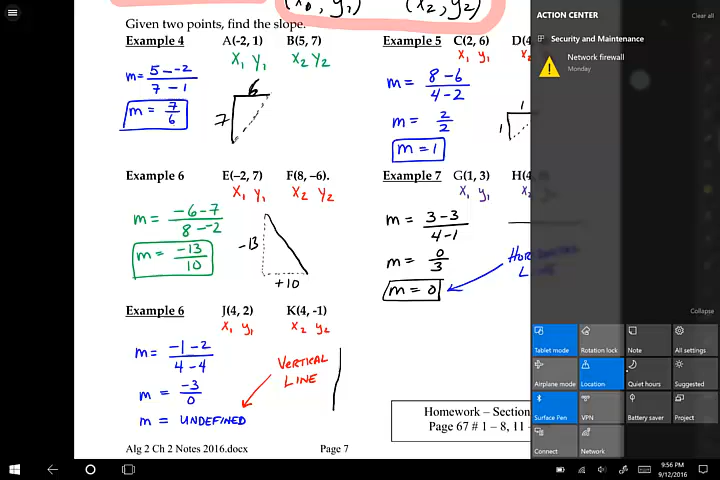 (x₀, y₁) (x₂, y₂)
Given two points, find the slope.
Example 4 A(-2, 1) B(5, 7)
x₁ y₁ x₂ y₂
m = 5 - -2 / 7 - 1
m = 7/6
6
7
Example 5 C(2, 6) D(4
x₁ y₁ x
m = 8 - 6 / 4 - 2
m = 2/2
m = 1
1
1
Example 6 E(-2, 7) F(8, -6).
x₁ y₁ x₂ y₂
m = -6 - 7 / 8 - -2
m = -13/10
-13
+10
Example 7 G(1, 3) H(4
x₁ y₁
m = 3 - 3 / 4 - 1
m = 0/3
m = 0
Horizontal
Line
Example 6 J(4, 2) K(4, -1)
x₁ y₁ x₂ y₂
m = -1 - 2 / 4 - 4
m = -3/0
m = UNDEFINED
VERTICAL
LINE
Homework – Section
Page 67 # 1 – 8, 11 –
Alg 2 Ch 2 Notes 2016.docx Page 7
ACTION CENTER Clear all
Security and Maintenance
Network firewall
Monday
Collapse
Tablet mode Rotation lock Note All settings
Airplane mode Location Quiet hours Suggested
Surface Pen VPN Battery saver Project
Connect Network
9:56 PM
9/12/2016